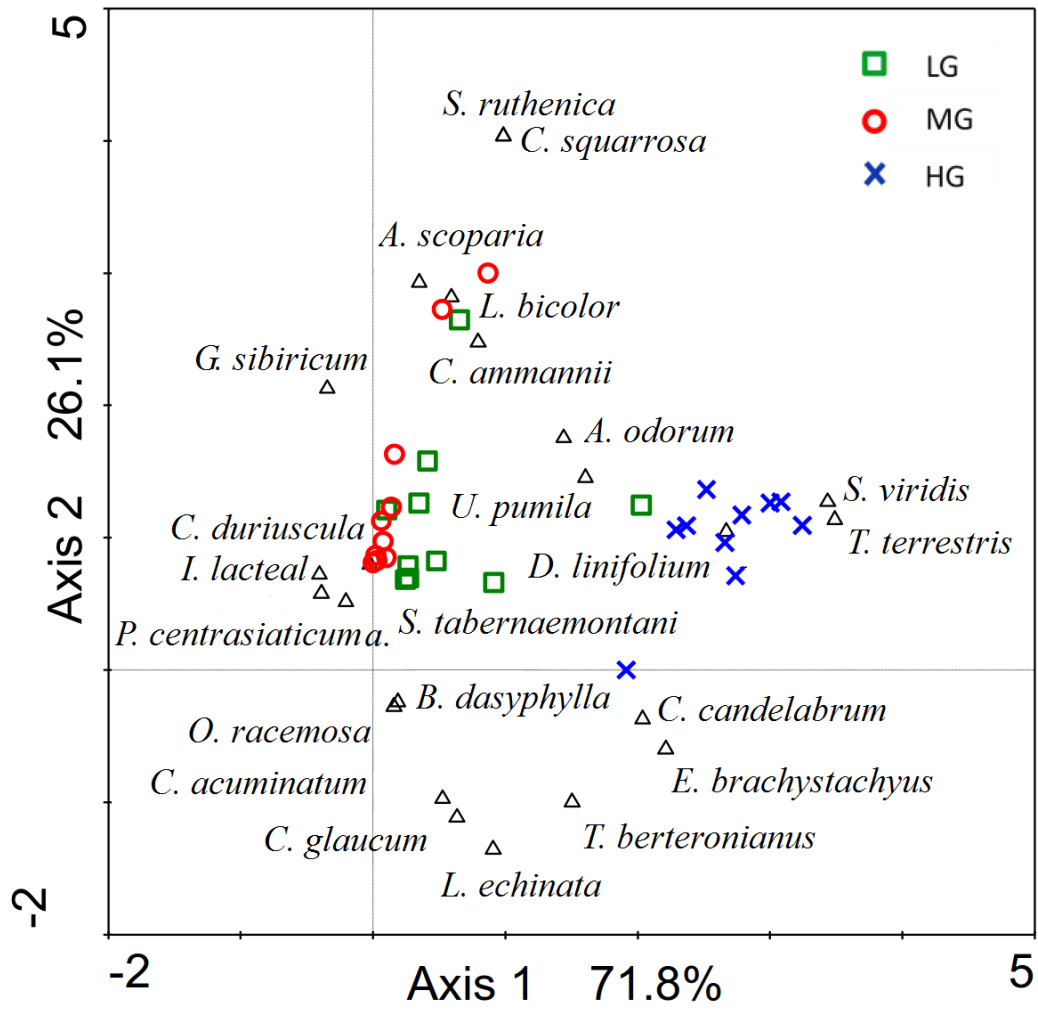 5
LG
S. ruthenica
C. squarrosa
MG
HG
A. scoparia
L. bicolor
G. sibiricum
C. ammannii
A. odorum
S. viridis
U. pumila
C. duriuscula
T. terrestris
I. lacteal
D. linifolium
P. centrasiaticuma.
S. tabernaemontani
B. dasyphylla
C. candelabrum
O. racemosa
C. acuminatum
E. brachystachyus
C. glaucum
T. berteronianus
L. echinata
Axis 2 26.1%
-2
-2
Axis 1 71.8%
5